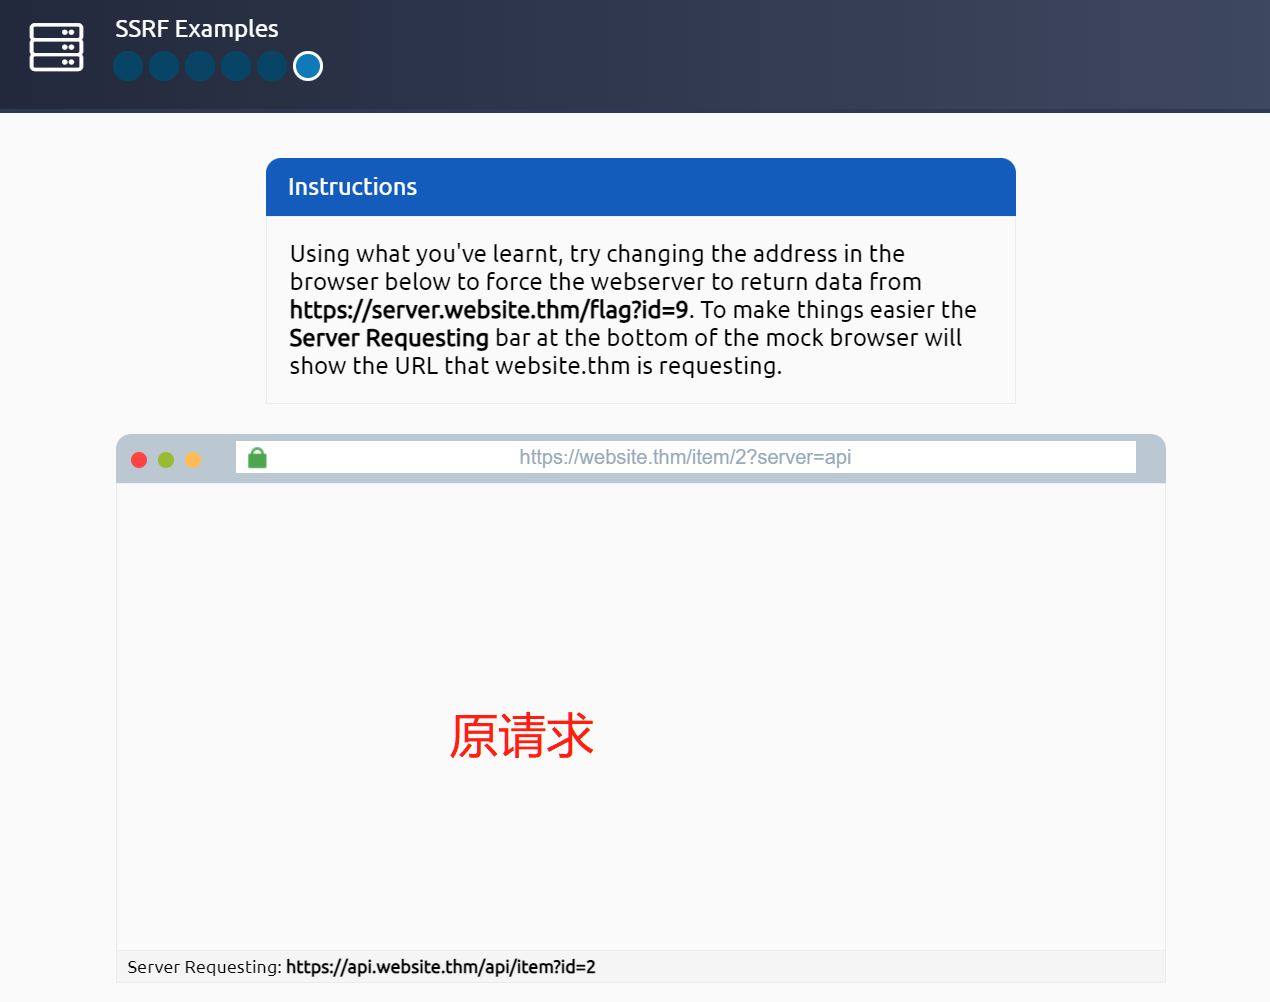 SSRF Examples
Instructions
Using what you've learnt, try changing the address in the
browser below to force the webserver to return data from
https://server.website.thm/flag?id=9. To make things easier the
Server Requesting bar at the bottom of the mock browser will
show the URL that website.thm is requesting.
https://website.thm/item/2?server=api
原请求
Server Requesting: https://api.website.thm/api/item?id=2